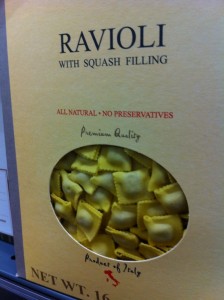 RAVIOLI
WITH SQUASH FILLING
ALL NATURAL • NO PRESERVATIVES
Premium Quality
Product of Italy
NET WT. 16